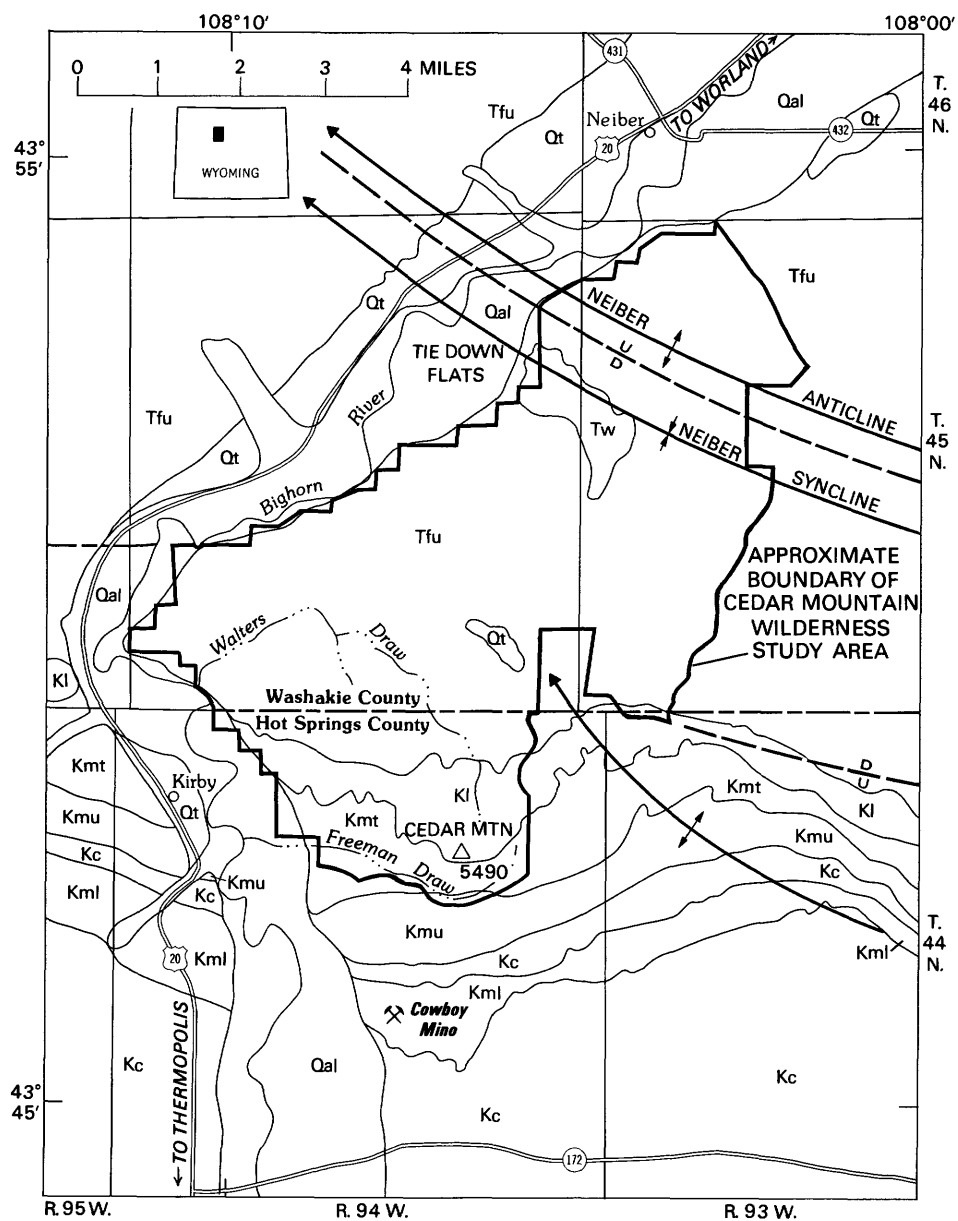 108°10' 108°00'
0 1 2 3 4 MILES
WYOMING
43°
55'
T.
46
N.
431
TO WORLAND
Tfu
Qt
Neiber
20
Qal
Qt
432
Tfu
Qt
Qal
NEIBER
U
D
ANTICLINE
TIE DOWN
FLATS
River
Tfu
Qt
Tw
NEIBER
SYNCLINE
T.
45
N.
Bighorn
Tfu
APPROXIMATE
BOUNDARY OF
CEDAR MOUNTAIN
WILDERNESS
STUDY AREA
Qal
Walters
Draw
Qt
Kl
Washakie County
Hot Springs County
Kmt
Kirby
Qt
Kmu
Kc
Kml
Kmu
Kc
Kl
Kmt
CEDAR MTN
5490
Freeman
Draw
D
U
Kl
Kmt
Kmu
Kc
Kml
T.
44
N.
Kmu
Kc
Kml
20
Kml
Cowboy
Mino
TO THERMOPOLIS
Kc
Qal
Kc
Kc
43°
45'
172
R. 95 W. R. 94 W. R. 93 W.